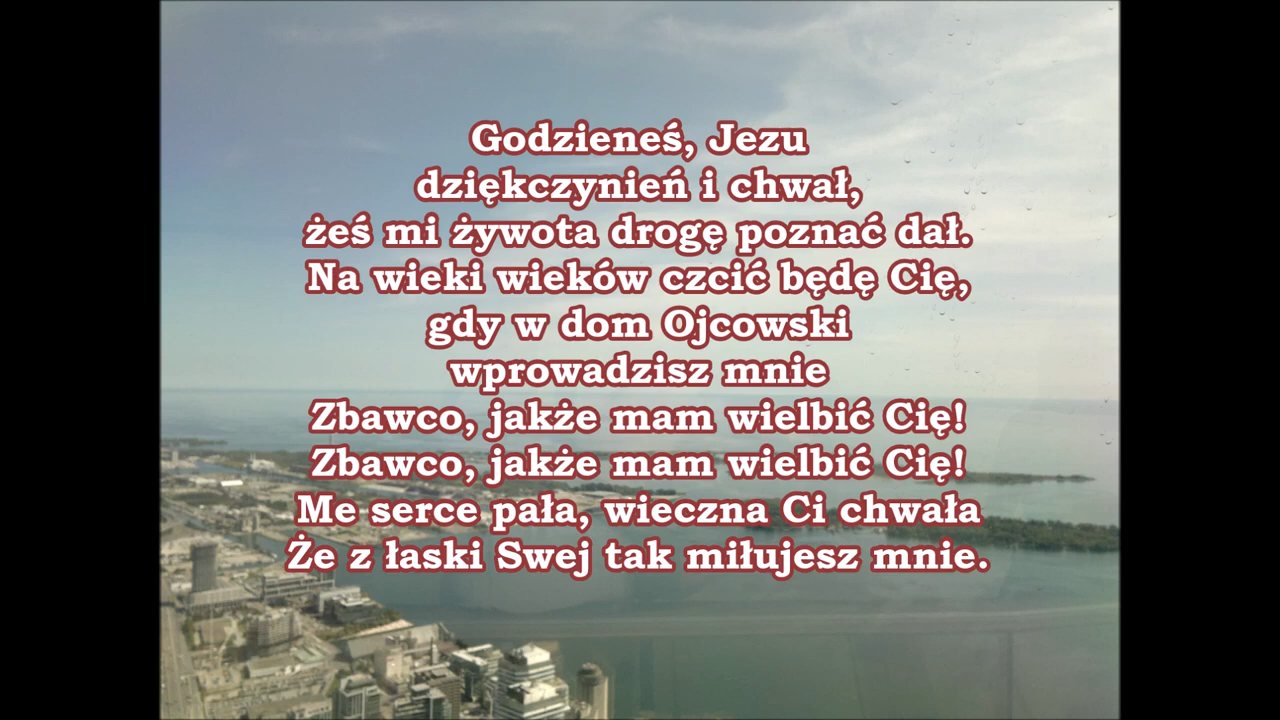 Godzieneś, Jezu
dziękczynień i chwał,
żeś mi żywota drogę poznać dał.
Na wieki wieków czcić będę Cię,
gdy w dom Ojcowski
wprowadzisz mnie
Zbawco, jakże mam wielbić Cię!
Zbawco, jakże mam wielbić Cię!
Me serce pała, wieczna Ci chwała
Że z łaski Swej tak miłujesz mnie.